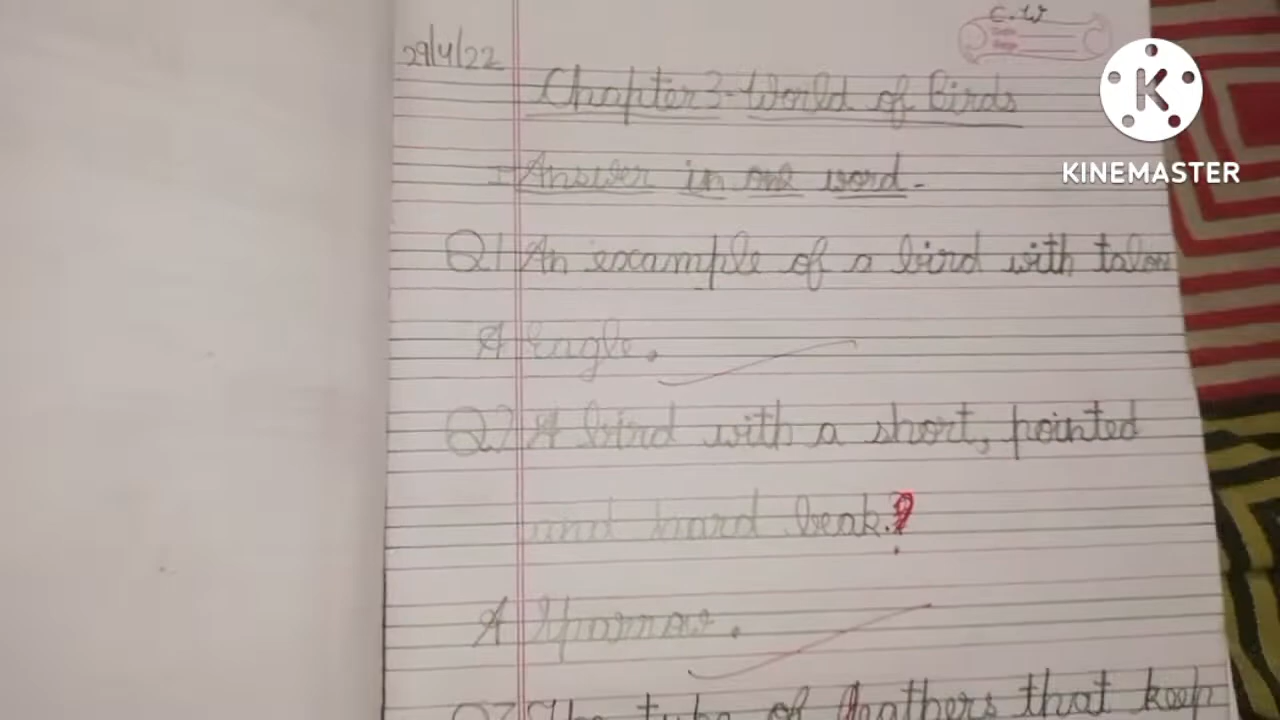 C.W
29/4/22
Chapter 3- World of Birds
Answer in one word.-
Q1 An example of a bird with talon
A Eagle.
Q2 A bird with a short, pointed
and hard beak.?
A Sparrow.
The type of feathers that keep
K
KINEMASTER